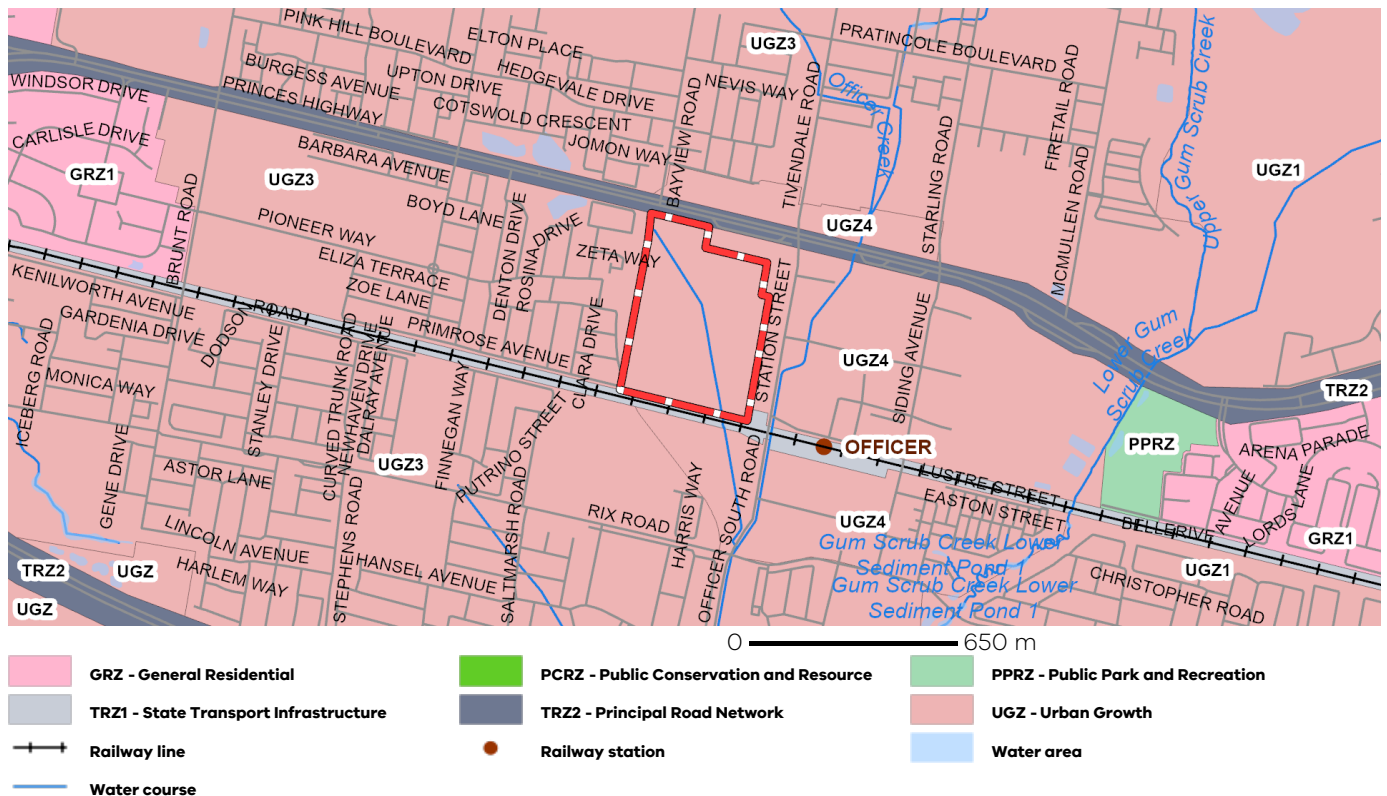 PINK HILL BOULEVARD
ELTON PLACE
UGZ3
PRATINCOLE BOULEVARD
Upper Gum Scrub Creek
BURGESS AVENUE
UPTON DRIVE
HEDGEVALE DRIVE
NEVIS WAY
WINDSOR DRIVE
PRINCES HIGHWAY
COTSWOLD CRESCENT
BAYVIEW ROAD
TIVENDALE ROAD
Officer Creek
FIRETAIL ROAD
CARLISLE DRIVE
BARBARA AVENUE
JOMON WAY
STARLING ROAD
UGZ1
GRZ1
UGZ3
BOYD LANE
MCMULLEN ROAD
Upper Gum Scrub Creek
BRUNT ROAD
PIONEER WAY
DENTON DRIVE
ROSINA DRIVE
UGZ4
ELIZA TERRACE
ZETA WAY
KENILWORTH AVENUE
ZOE LANE
STATION STREET
GARDENIA DRIVE
ROAD
DODSON
PRIMROSE AVENUE
CLARA DRIVE
UGZ4
SIDING AVENUE
Lower Gum
Scrub Creek
TRZ2
ICEBERG ROAD
MONICA WAY
STANLEY DRIVE
CURVED TRUNK ROAD
NEWHAVEN DRIVE
DALRAY AVENUE
FINNEGAN WAY
PUTRINO STREET
OFFICER
PPRZ
ARENA PARADE
GENE DRIVE
ASTOR LANE
UGZ3
SALTMARSH ROAD
HARRIS WAY
OFFICER SOUTH ROAD
LUSTRE STREET
EASTON STREET
BELLERIVE
AVENUE
LORDS LANE
GRZ1
LINCOLN AVENUE
STEPHENS ROAD
RIX ROAD
UGZ4
Gum Scrub Creek Lower
Sediment Pond 1
TRZ2
UGZ
HARLEM WAY
HANSEL AVENUE
Gum Scrub Creek Lower
Sediment Pond 1
UGZ1
CHRISTOPHER ROAD
UGZ
0 650 m
GRZ - General Residential
PCRZ - Public Conservation and Resource
PPRZ - Public Park and Recreation
TRZ1 - State Transport Infrastructure
TRZ2 - Principal Road Network
UGZ - Urban Growth
Railway line
Railway station
Water area
Water course